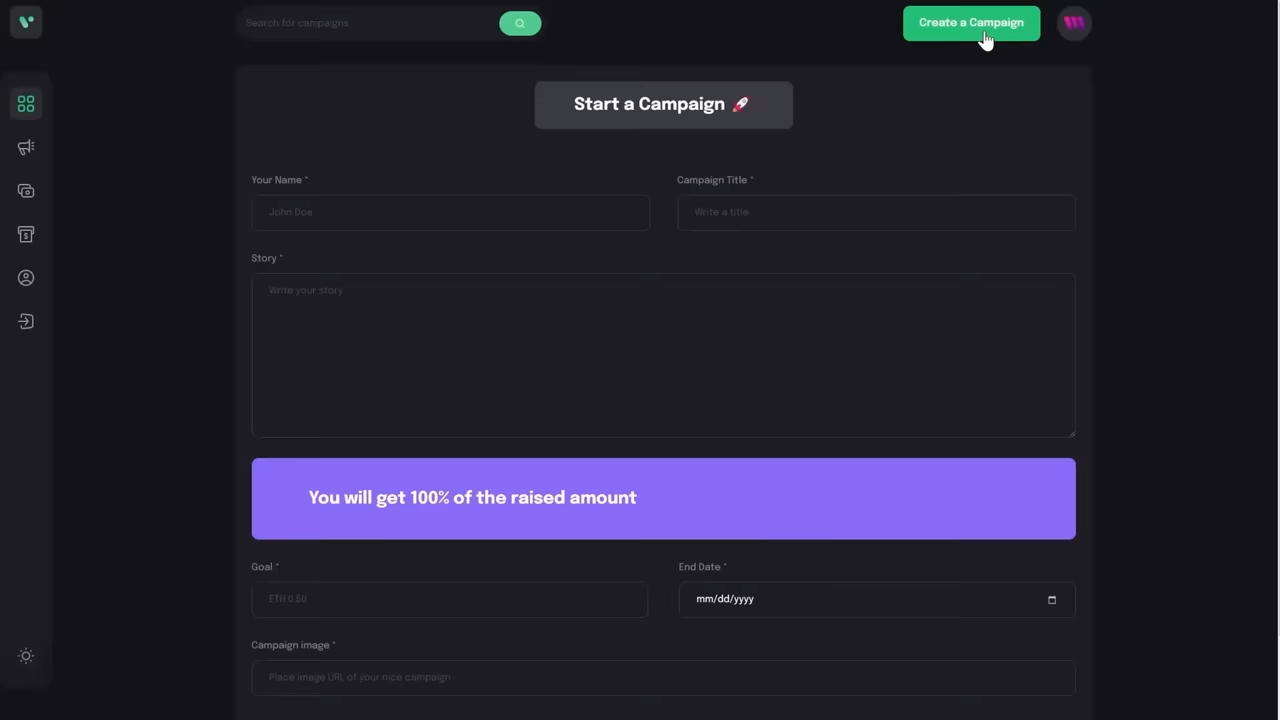 Search for campaigns
Create a Campaign
Start a Campaign 🚀
Your Name *
Campaign Title *
John Doe
Write a title
Story *
Write your story
You will get 100% of the raised amount
Goal *
End Date *
ETH 0.50
mm/dd/yyyy
Campaign image *
Place image URL of your nice campaign